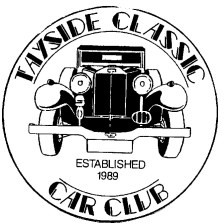 TAYSIDE CLASSIC
ESTABLISHED
1989
CAR CLUB